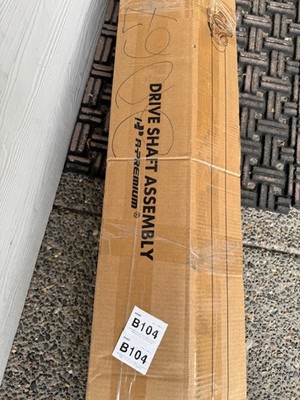 DRIVE SHAFT ASSEMBLY
A-PREMIUM®
B104
B104